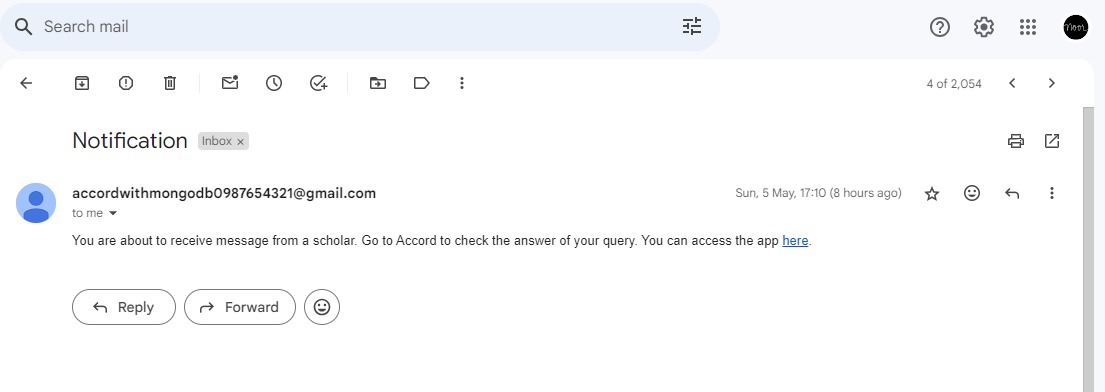 Search mail
noor
4 of 2,054
Notification
Inbox ×
accordwithmongodb0987654321@gmail.com
Sun, 5 May, 17:10 (8 hours ago)
to me
You are about to receive message from a scholar. Go to Accord to check the answer of your query. You can access the app here.
Reply
Forward